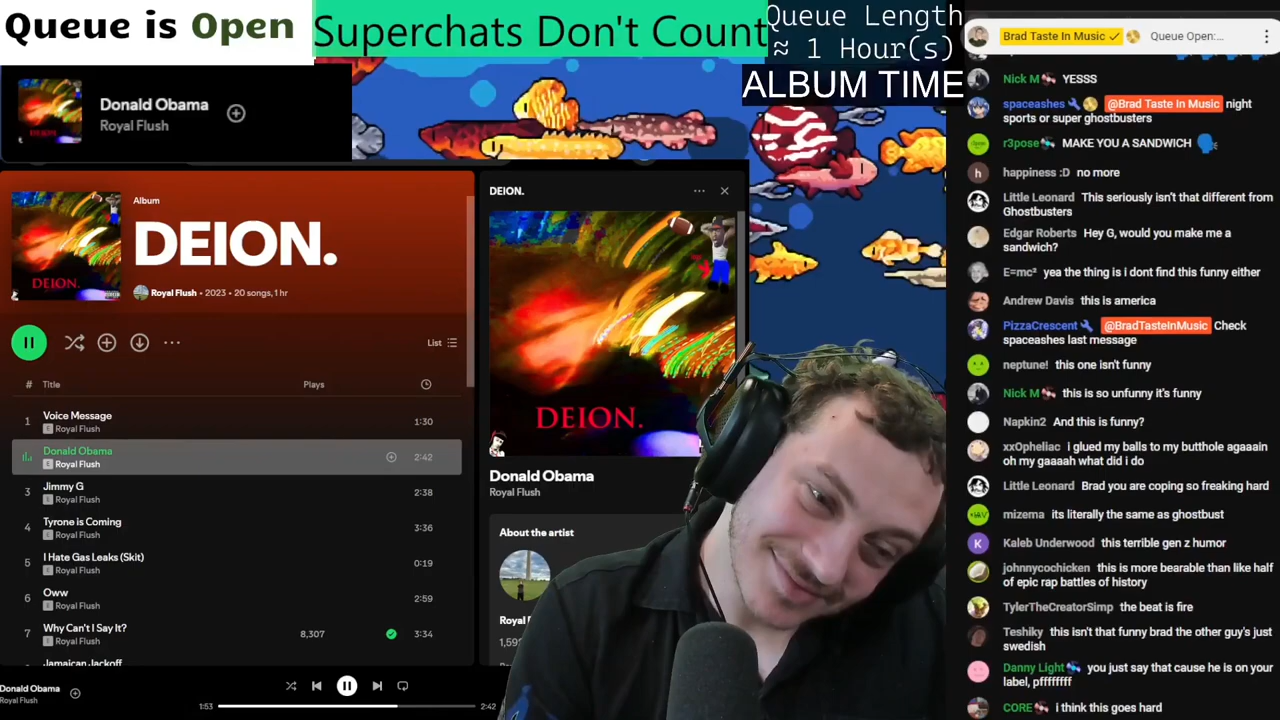 Queue is Open
Superchats Don't Count
Queue Length
≈ 1 Hour(s)
ALBUM TIME
Donald Obama
Royal Flush
Album
DEION.
Royal Flush • 2023 • 20 songs, 1 hr
List
# Title Plays
1 Voice Message 1:30
E Royal Flush
Donald Obama 2:42
E Royal Flush
3 Jimmy G 2:38
E Royal Flush
4 Tyrone is Coming 3:36
E Royal Flush
5 I Hate Gas Leaks (Skit) 0:19
E Royal Flush
6 Oww 2:59
E Royal Flush
7 Why Can't I Say It? 8,307 3:34
E Royal Flush
Jamaican Jackoff
Donald Obama
Royal Flush
1:53 2:42
DEION.
DEION.
Donald Obama
Royal Flush
About the artist
Brad Taste In Music Queue Open:...
Nick M YESSS
spaceashes @Brad Taste In Music night
sports or super ghostbusters
r3pose MAKE YOU A SANDWICH
happiness :D no more
Little Leonard This seriously isn't that different from
Ghostbusters
Edgar Roberts Hey G, would you make me a
sandwich?
E=mc² yea the thing is i dont find this funny either
Andrew Davis this is america
PizzaCrescent @BradTasteInMusic Check
spaceashes last message
neptune! this one isn't funny
Nick M this is so unfunny it's funny
Napkin2 And this is funny?
xxOpheliac i glued my balls to my butthole agaaain
oh my gaaaah what did i do
Little Leonard Brad you are coping so freaking hard
mizema its literally the same as ghostbust
Kaleb Underwood this terrible gen z humor
johnnycochicken this is more bearable than like half
of epic rap battles of history
TylerTheCreatorSimp the beat is fire
Teshiky this isn't that funny brad the other guy's just
swedish
Danny Light you just say that cause he is on your
label, pffffffff
CORE i think this goes hard